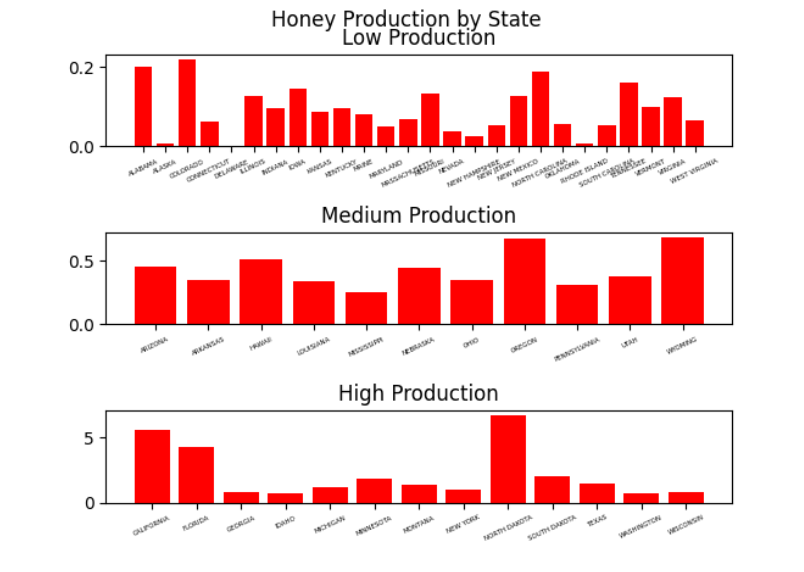 Honey Production by State
Low Production
0.2
0.0
ALABAMA
ALASKA
COLORADO
CONNECTICUT
DELAWARE
ILLINOIS
INDIANA
IOWA
KANSAS
KENTUCKY
MAINE
MARYLAND
MASSACHUSETTS
MISSOURI
NEVADA
NEW HAMPSHIRE
NEW JERSEY
NEW MEXICO
NORTH CAROLINA
OKLAHOMA
RHODE ISLAND
SOUTH CAROLINA
TENNESSEE
VERMONT
VIRGINIA
WEST VIRGINIA
Medium Production
0.5
0.0
ARIZONA
ARKANSAS
HAWAII
LOUISIANA
MISSISSIPPI
NEBRASKA
OHIO
OREGON
PENNSYLVANIA
UTAH
WYOMING
High Production
5
0
CALIFORNIA
FLORIDA
GEORGIA
IDAHO
MICHIGAN
MINNESOTA
MONTANA
NEW YORK
NORTH DAKOTA
SOUTH DAKOTA
TEXAS
WASHINGTON
WISCONSIN